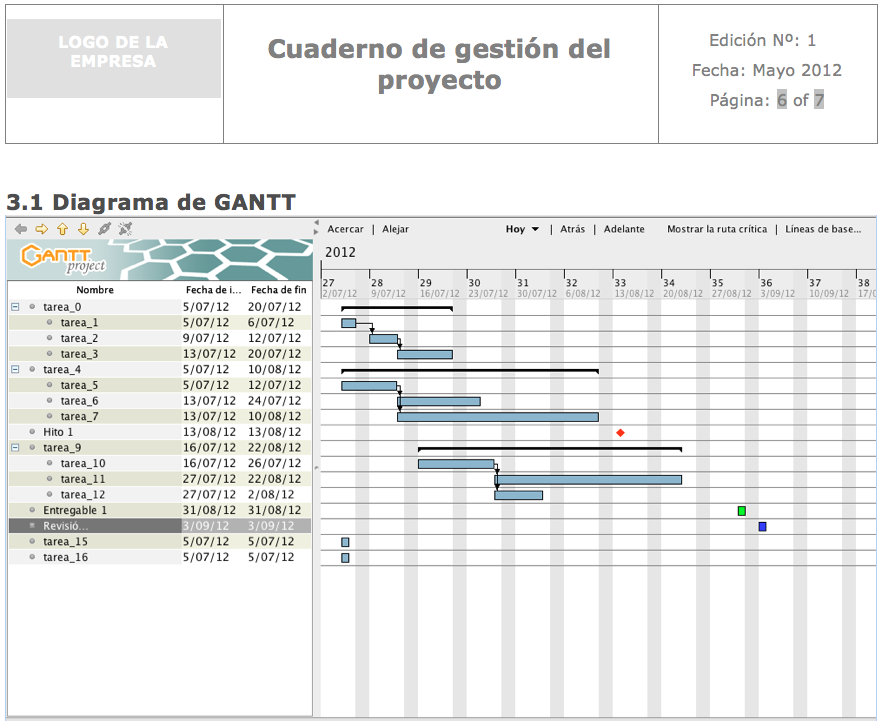 LOGO DE LA
EMPRESA
Cuaderno de gestión del
proyecto
Edición Nº: 1
Fecha: Mayo 2012
Página: 6 of 7
3.1 Diagrama de GANTT
Acercar | Alejar
Hoy | Atrás | Adelante
Mostrar la ruta crítica | Líneas de base...
GANTT
project
2012
27 28 29 30 31 32 33 34 35 36 37 38
2/07/12 9/07/12 16/07/12 23/07/12 30/07/12 6/08/12 13/08/12 20/08/12 27/08/12 3/09/12 10/09/12 17/0
Nombre Fecha de i... Fecha de fin
tarea_0 5/07/12 20/07/12
tarea_1 5/07/12 6/07/12
tarea_2 9/07/12 12/07/12
tarea_3 13/07/12 20/07/12
tarea_4 5/07/12 10/08/12
tarea_5 5/07/12 12/07/12
tarea_6 13/07/12 24/07/12
tarea_7 13/07/12 10/08/12
Hito 1 13/08/12 13/08/12
tarea_9 16/07/12 22/08/12
tarea_10 16/07/12 26/07/12
tarea_11 27/07/12 22/08/12
tarea_12 27/07/12 2/08/12
Entregable 1 31/08/12 31/08/12
Revisió... 3/09/12 3/09/12
tarea_15 5/07/12 5/07/12
tarea_16 5/07/12 5/07/12